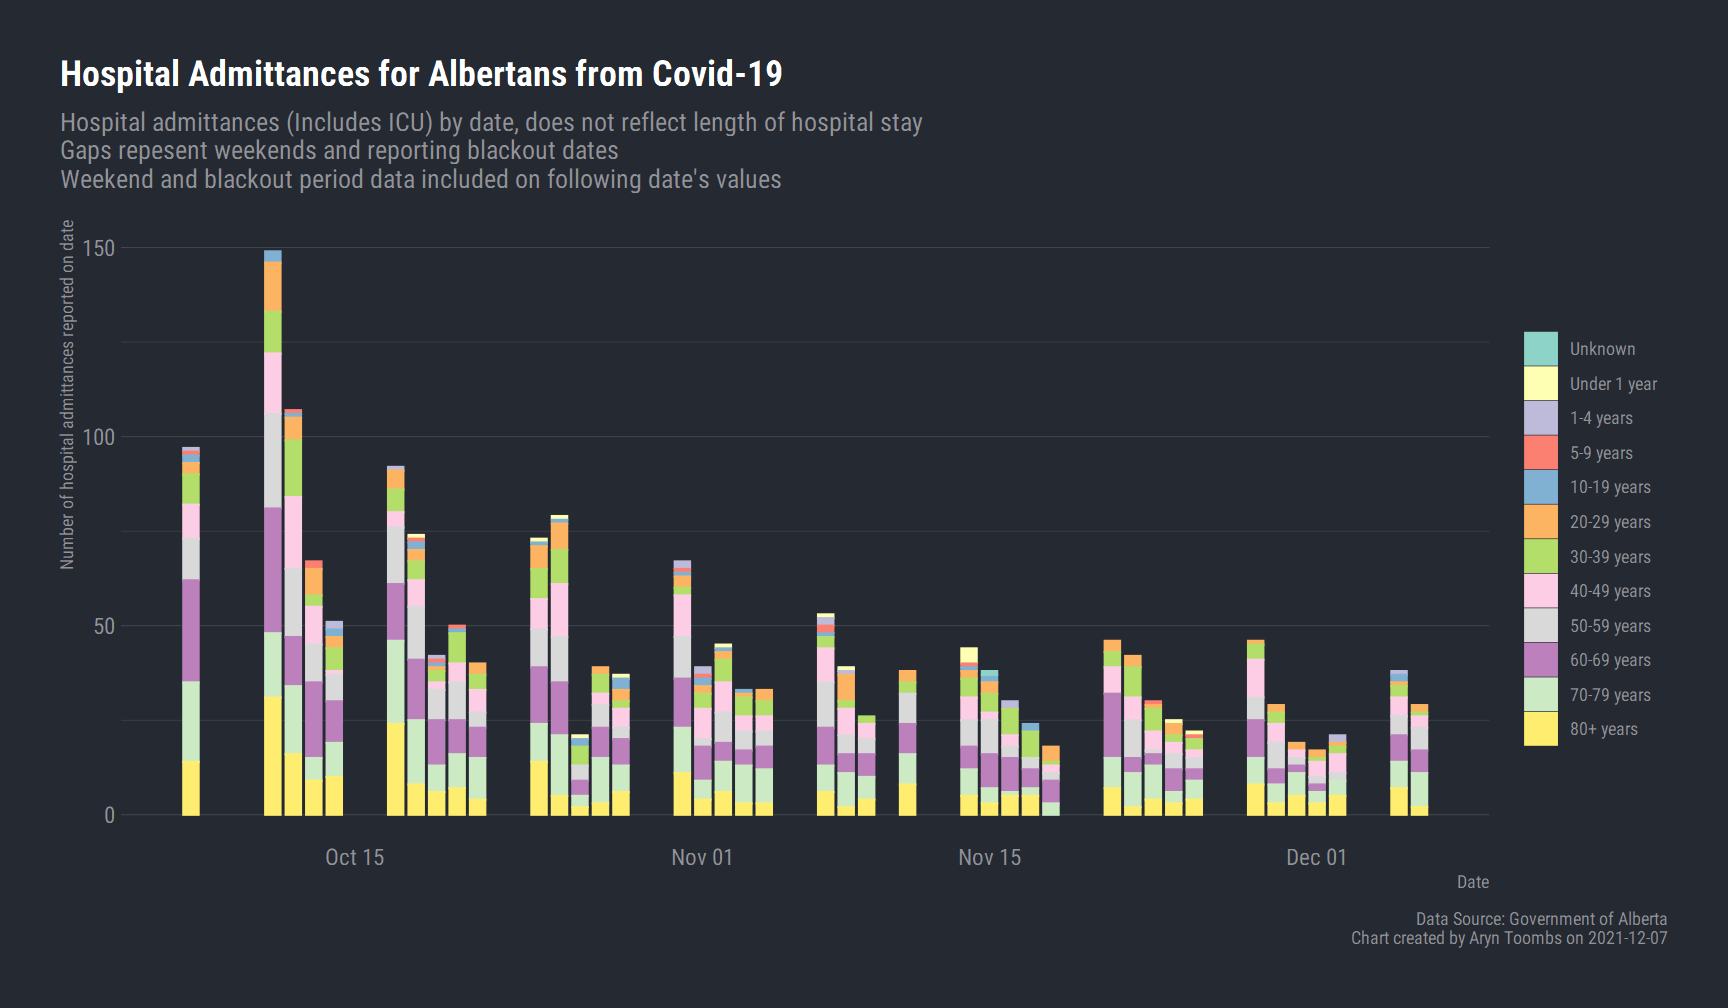 Hospital Admittances for Albertans from Covid-19
Hospital admittances (Includes ICU) by date, does not reflect length of hospital stay
Gaps repesent weekends and reporting blackout dates
Weekend and blackout period data included on following date's values
Number of hospital admittances reported on date
150
100
50
0
Oct 15
Nov 01
Nov 15
Dec 01
Date
Unknown
Under 1 year
1-4 years
5-9 years
10-19 years
20-29 years
30-39 years
40-49 years
50-59 years
60-69 years
70-79 years
80+ years
Data Source: Government of Alberta
Chart created by Aryn Toombs on 2021-12-07